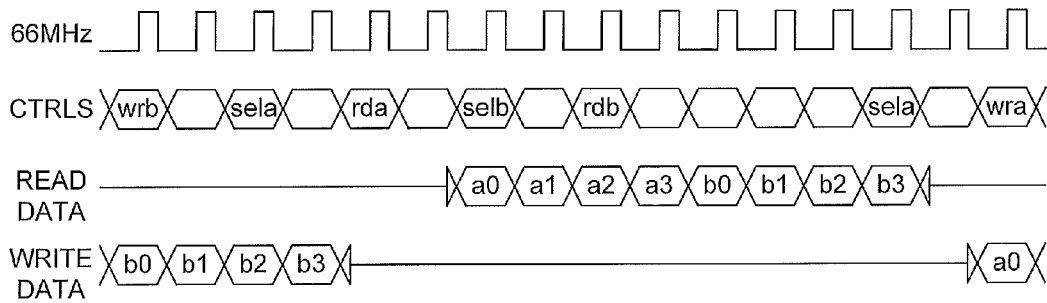 66MHz
CTRLS wrb sela rda selb rdb sela wra
READ DATA a0 a1 a2 a3 b0 b1 b2 b3
WRITE DATA b0 b1 b2 b3 a0